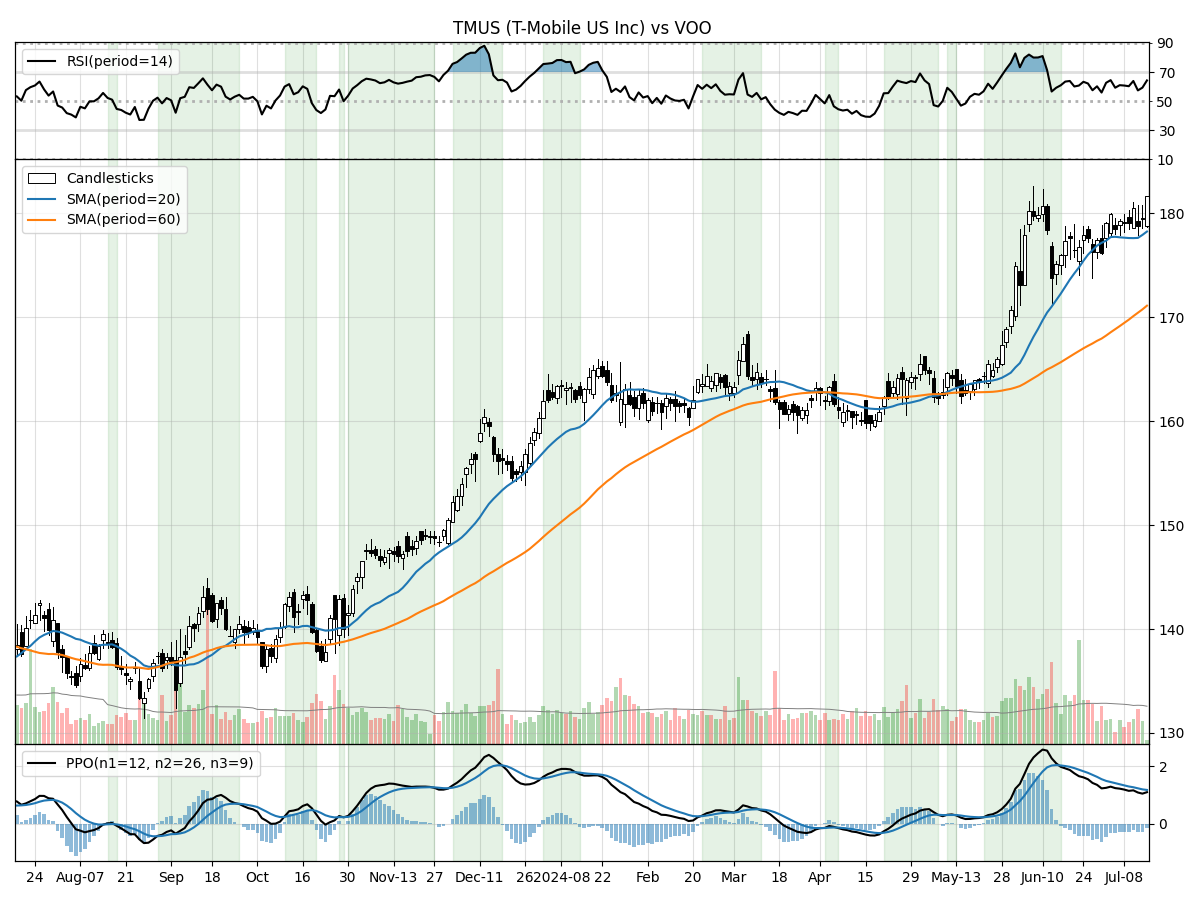 TMUS (T-Mobile US Inc) vs VOO
RSI(period=14)
90
70
50
30
10
Candlesticks
SMA(period=20)
SMA(period=60)
180
170
160
150
140
130
PPO(n1=12, n2=26, n3=9)
2
0
24 Aug-07 21 Sep 18 Oct 16 30 Nov-13 27 Dec-11 26 2024-08 22 Feb 20 Mar 18 Apr 15 29 May-13 28 Jun-10 24 Jul-08